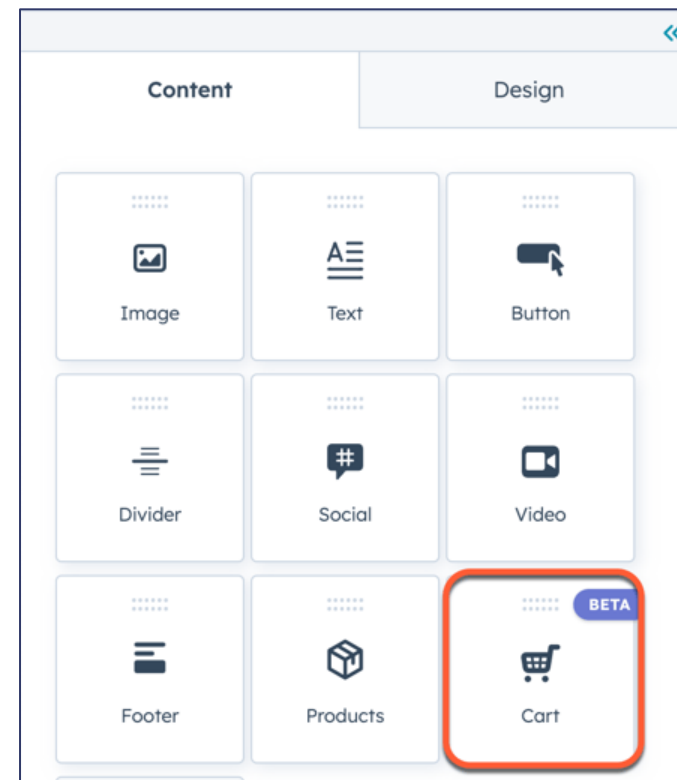 Content
Design
Image
Text
Button
Divider
Social
Video
BETA
Footer
Products
Cart